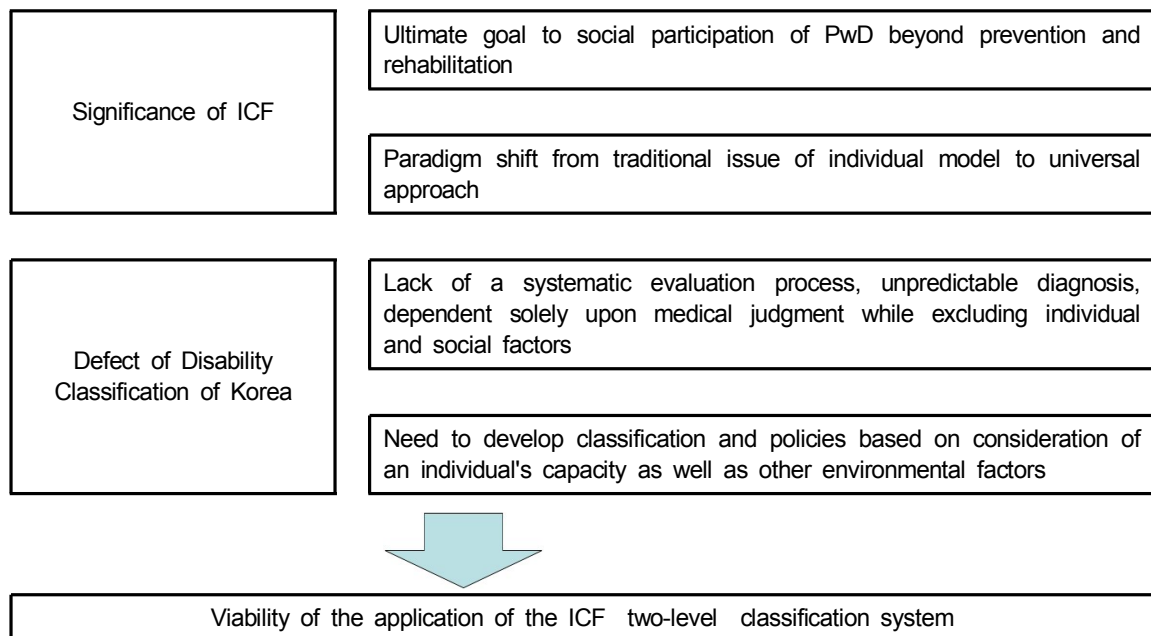 Significance of ICF
Ultimate goal to social participation of PwD beyond prevention and
rehabilitation
Paradigm shift from traditional issue of individual model to universal
approach
Defect of Disability
Classification of Korea
Lack of a systematic evaluation process, unpredictable diagnosis,
dependent solely upon medical judgment while excluding individual
and social factors
Need to develop classification and policies based on consideration of
an individual's capacity as well as other environmental factors
Viability of the application of the ICF two-level classification system